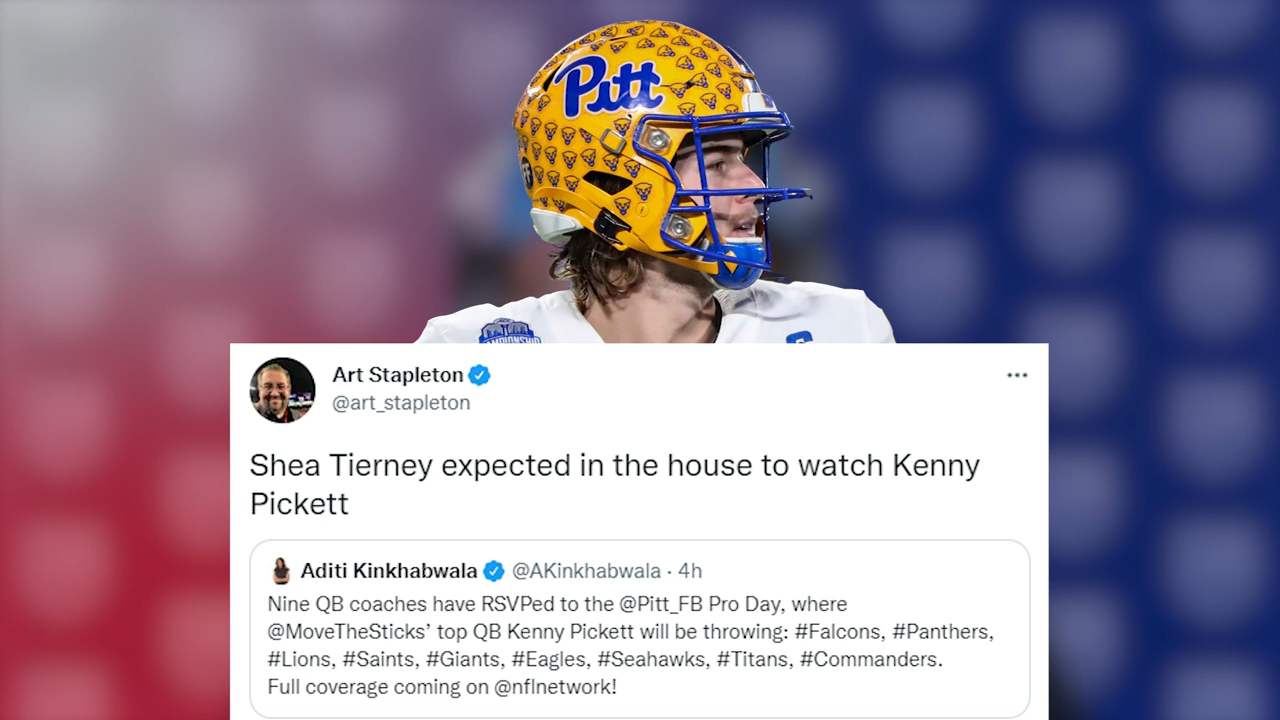 Pitt
CHAMPIONSHIP
Art Stapleton
@art_stapleton
Shea Tierney expected in the house to watch Kenny
Pickett
Aditi Kinkhabwala @AKinkhabwala · 4h
Nine QB coaches have RSVPed to the @Pitt_FB Pro Day, where
@MoveTheSticks’ top QB Kenny Pickett will be throwing: #Falcons, #Panthers,
#Lions, #Saints, #Giants, #Eagles, #Seahawks, #Titans, #Commanders.
Full coverage coming on @nflnetwork!